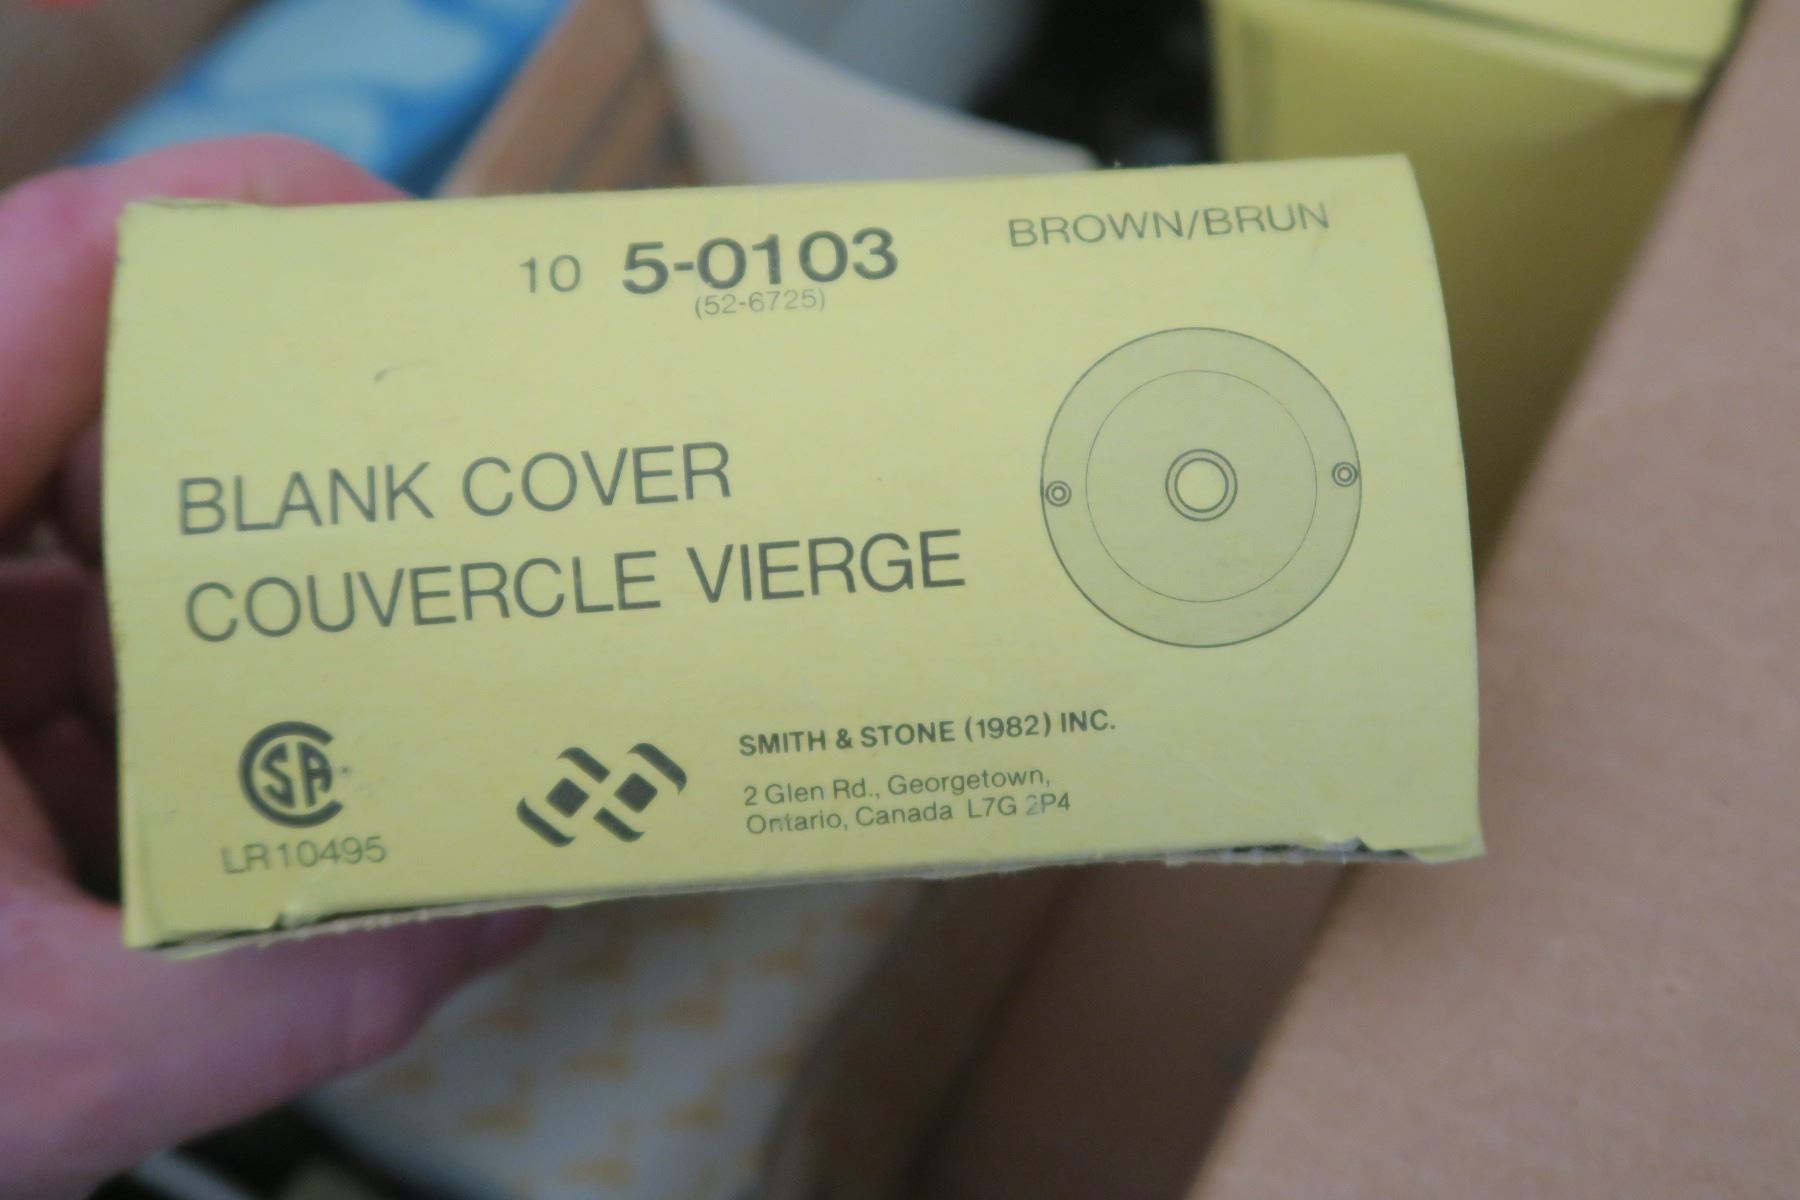 10 5-0103 BROWN/BRUN
(52-6725)
BLANK COVER
COUVERCLE VIERGE
CSA
LR10495
SMITH & STONE (1982) INC.
2 Glen Rd., Georgetown,
Ontario, Canada L7G 2P4